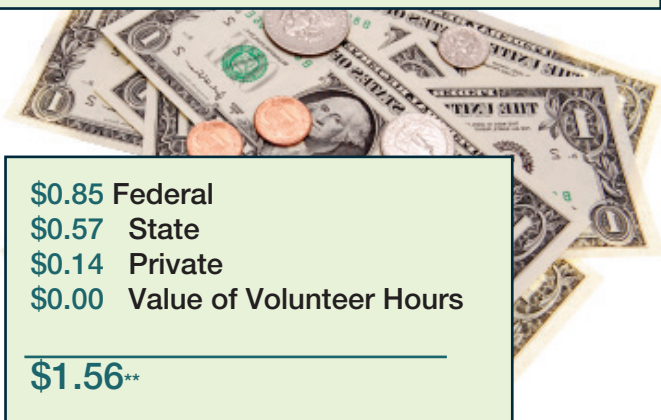 $0.85 Federal
$0.57 State
$0.14 Private
$0.00 Value of Volunteer Hours
$1.56**